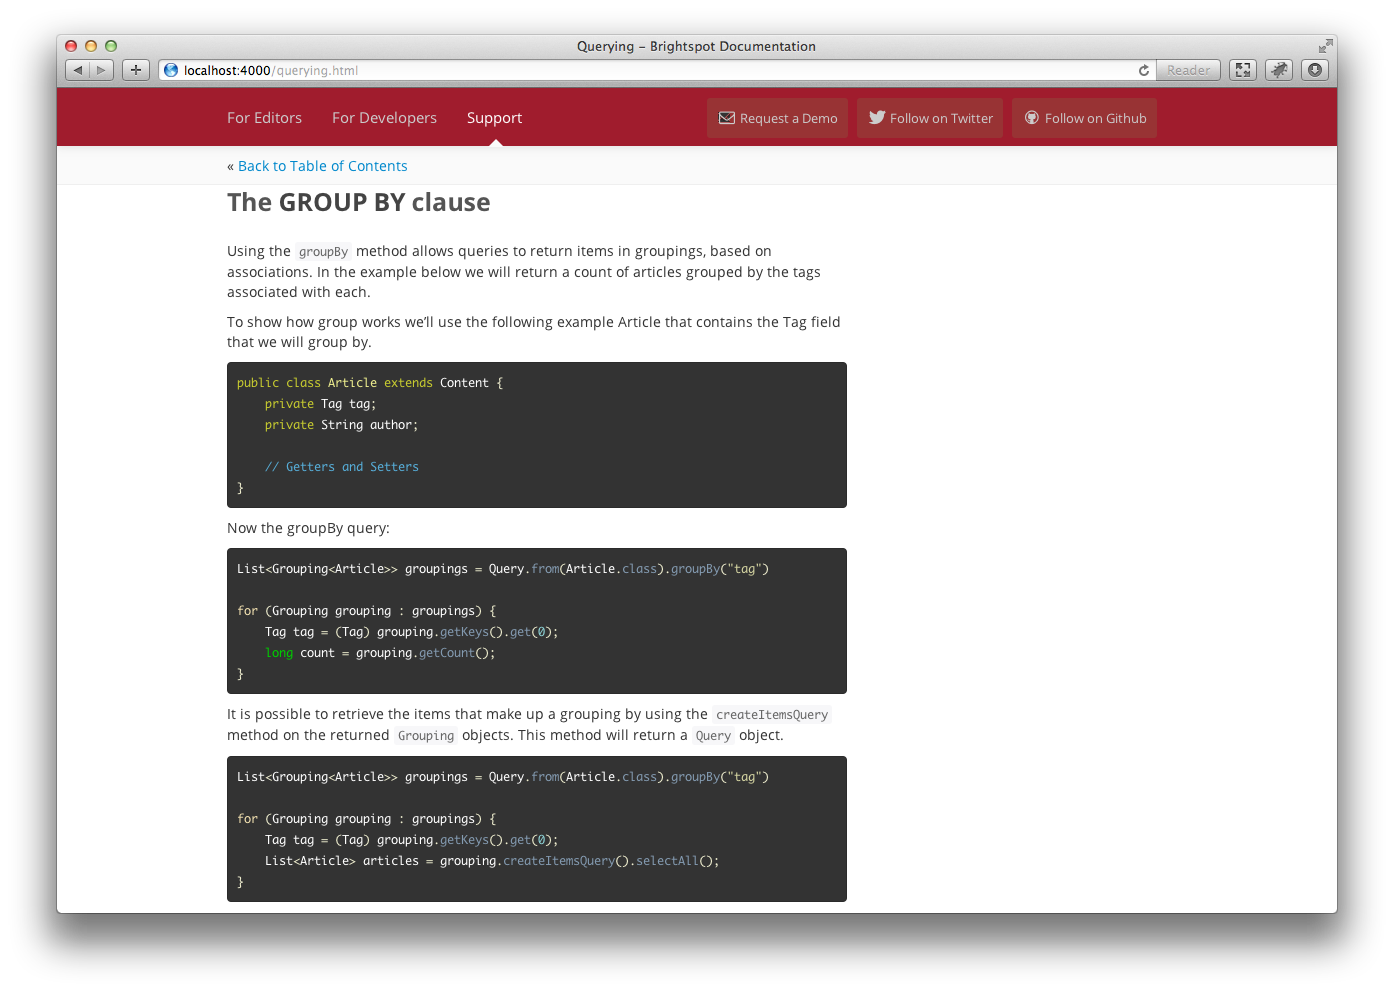 Querying – Brightspot Documentation
localhost:4000/querying.html
Reader
For Editors For Developers Support Request a Demo Follow on Twitter Follow on Github
« Back to Table of Contents
The GROUP BY clause
Using the groupBy method allows queries to return items in groupings, based on
associations. In the example below we will return a count of articles grouped by the tags
associated with each.
To show how group works we’ll use the following example Article that contains the Tag field
that we will group by.
public class Article extends Content {
    private Tag tag;
    private String author;
    // Getters and Setters
}
Now the groupBy query:
List<Grouping<Article>> groupings = Query.from(Article.class).groupBy("tag")
for (Grouping grouping : groupings) {
    Tag tag = (Tag) grouping.getKeys().get(0);
    long count = grouping.getCount();
}
It is possible to retrieve the items that make up a grouping by using the createItemsQuery
method on the returned Grouping objects. This method will return a Query object.
List<Grouping<Article>> groupings = Query.from(Article.class).groupBy("tag")
for (Grouping grouping : groupings) {
    Tag tag = (Tag) grouping.getKeys().get(0);
    List<Article> articles = grouping.createItemsQuery().selectAll();
}